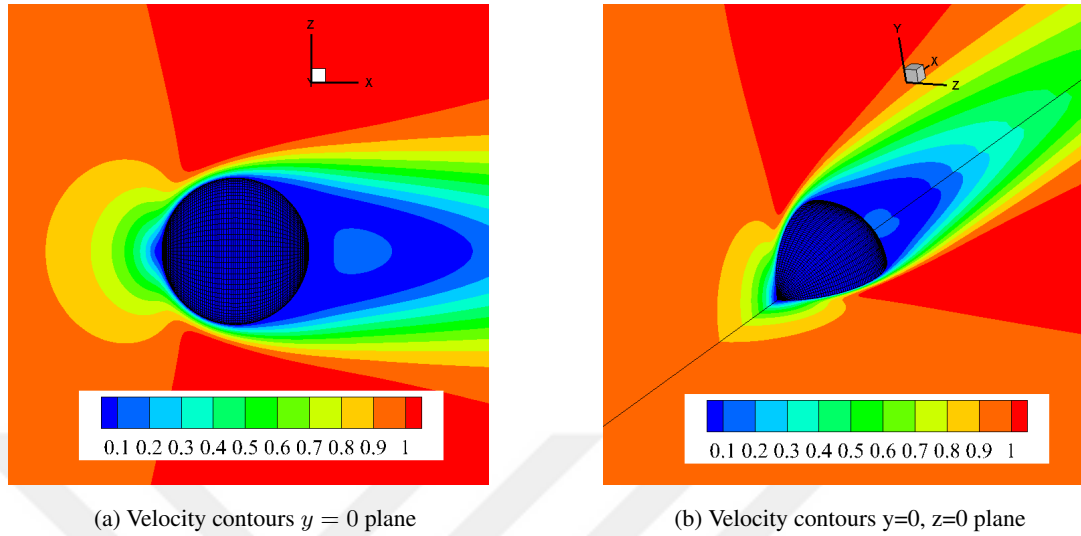 Z
X
Y
0.1 0.2 0.3 0.4 0.5 0.6 0.7 0.8 0.9 1
(a) Velocity contours y = 0 plane
Y
X
Z
0.1 0.2 0.3 0.4 0.5 0.6 0.7 0.8 0.9 1
(b) Velocity contours y=0, z=0 plane